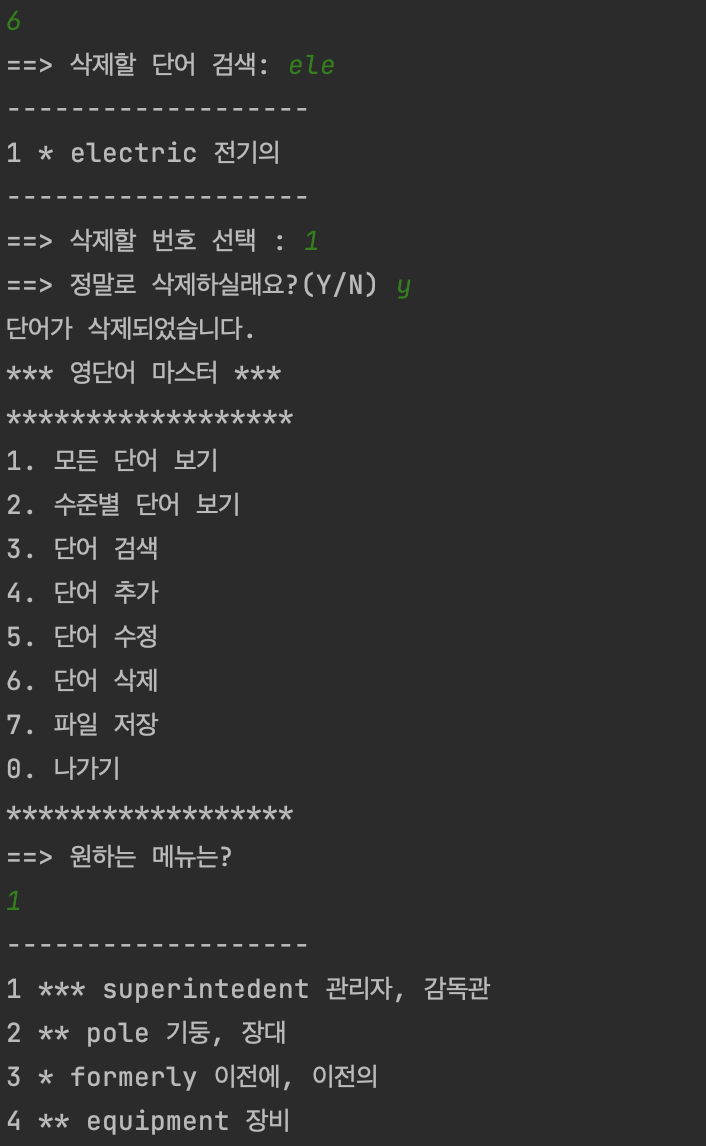 6
==> 삭제할 단어 검색: ele
-------------------
1 * electric 전기의
-------------------
==> 삭제할 번호 선택 : 1
==> 정말로 삭제하실래요?(Y/N) y
단어가 삭제되었습니다.
*** 영단어 마스터 ***
******************
1. 모든 단어 보기
2. 수준별 단어 보기
3. 단어 검색
4. 단어 추가
5. 단어 수정
6. 단어 삭제
7. 파일 저장
0. 나가기
******************
==> 원하는 메뉴는?
1
-------------------
1 *** superintedent 관리자, 감독관
2 ** pole 기둥, 장대
3 * formerly 이전에, 이전의
4 ** equipment 장비